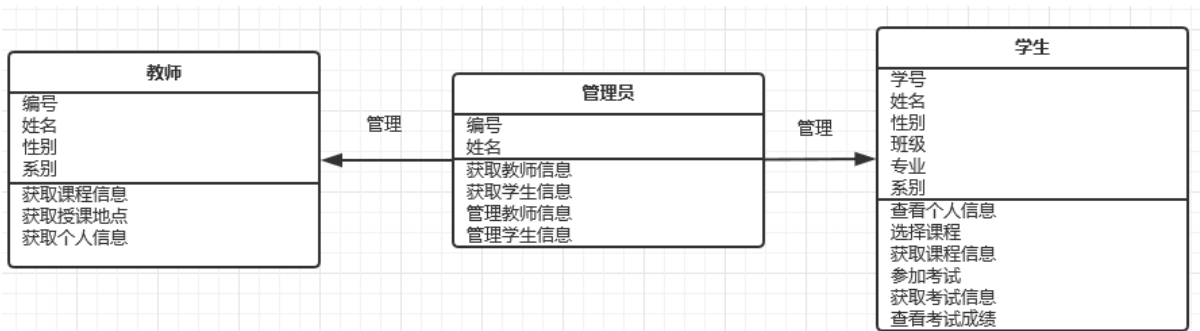 教师
编号
姓名
性别
系别
获取课程信息
获取授课地点
获取个人信息
管理
管理员
编号
姓名
获取教师信息
获取学生信息
管理教师信息
管理学生信息
管理
学生
学号
姓名
性别
班级
专业
系别
查看个人信息
选择课程
获取课程信息
参加考试
获取考试信息
查看考试成绩